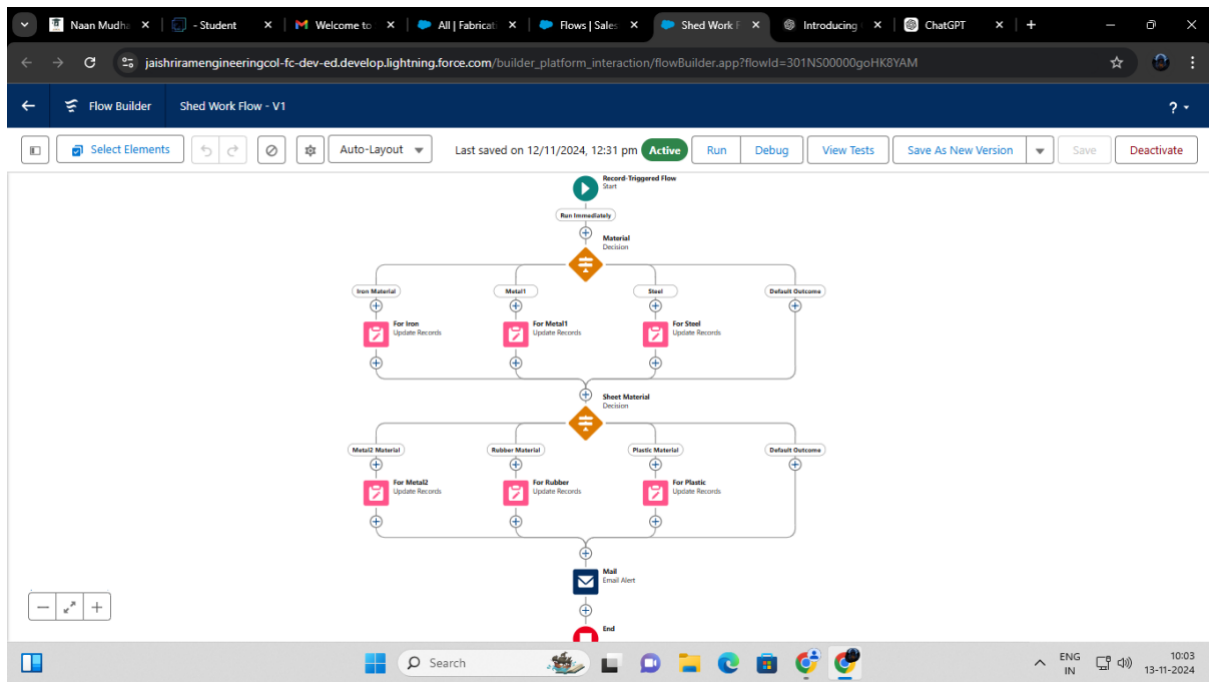 Naan Mudha
- Student
Welcome to
All | Fabricati
Flows | Sales
Shed Work F
Introducing
ChatGPT
jaishriramengineeringcol-fc-dev-ed.develop.lightning.force.com/builder_platform_interaction/flowBuilder.app?flowId=301NS00000goHK8YAM
Flow Builder
Shed Work Flow - V1
?
Select Elements
Auto-Layout
Last saved on 12/11/2024, 12:31 pm
Active
Run
Debug
View Tests
Save As New Version
Save
Deactivate
Record-Triggered Flow
Start
Run Immediately
Material
Decision
Iron Material
Metal1
Steel
Default Outcome
For Iron
Update Records
For Metal1
Update Records
For Steel
Update Records
Sheet Material
Decision
Metal2 Material
Rubber Material
Plastic Material
Default Outcome
For Metal2
Update Records
For Rubber
Update Records
For Plastic
Update Records
Mail
Email Alert
End
Search
ENG
IN
10:03
13-11-2024